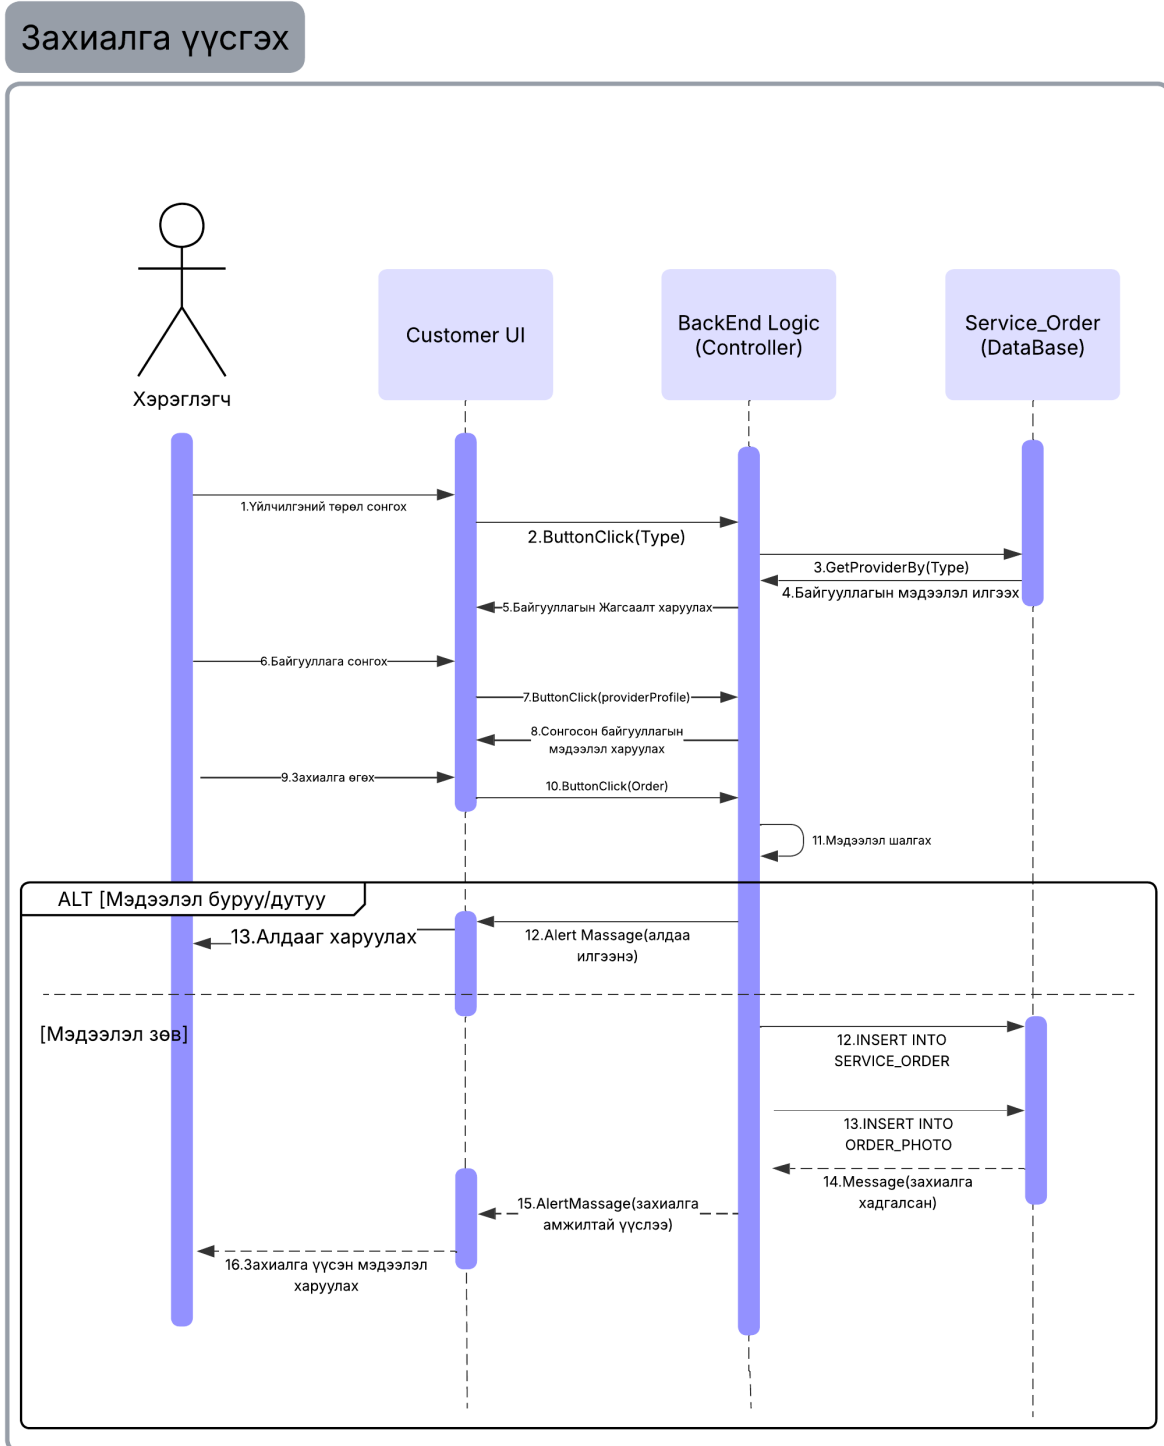 Захиалга үүсгэх
Хэрэглэгч
Customer UI
BackEnd Logic
(Controller)
Service_Order
(DataBase)
1.Үйлчилгэний төрөл сонгох
2.ButtonClick(Type)
3.GetProviderBy(Type)
4.Байгууллагын мэдээлэл илгээх
5.Байгууллагын Жагсаалт харуулах
6.Байгууллага сонгох
7.ButtonClick(providerProfile)
8.Сонгосон байгууллагын
мэдээлэл харуулах
9.Захиалга өгөх
10.ButtonClick(Order)
11.Мэдээлэл шалгах
ALT [Мэдээлэл буруу/дутуу
12.Alert Massage(алдаа
илгээнэ)
13.Алдааг харуулах
[Мэдээлэл зөв]
12.INSERT INTO
SERVICE_ORDER
13.INSERT INTO
ORDER_PHOTO
14.Message(захиалга
хадгалсан)
15.AlertMassage(захиалга
амжилтай үүслээ)
16.Захиалга үүсэн мэдээлэл
харуулах